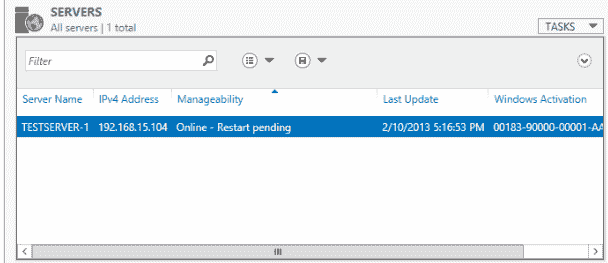 SERVERS
All servers | 1 total
TASKS
Filter
Server Name IPv4 Address Manageability Last Update Windows Activation
TESTSERVER-1 192.168.15.104 Online - Restart pending 2/10/2013 5:16:53 PM 00183-90000-00001-AA